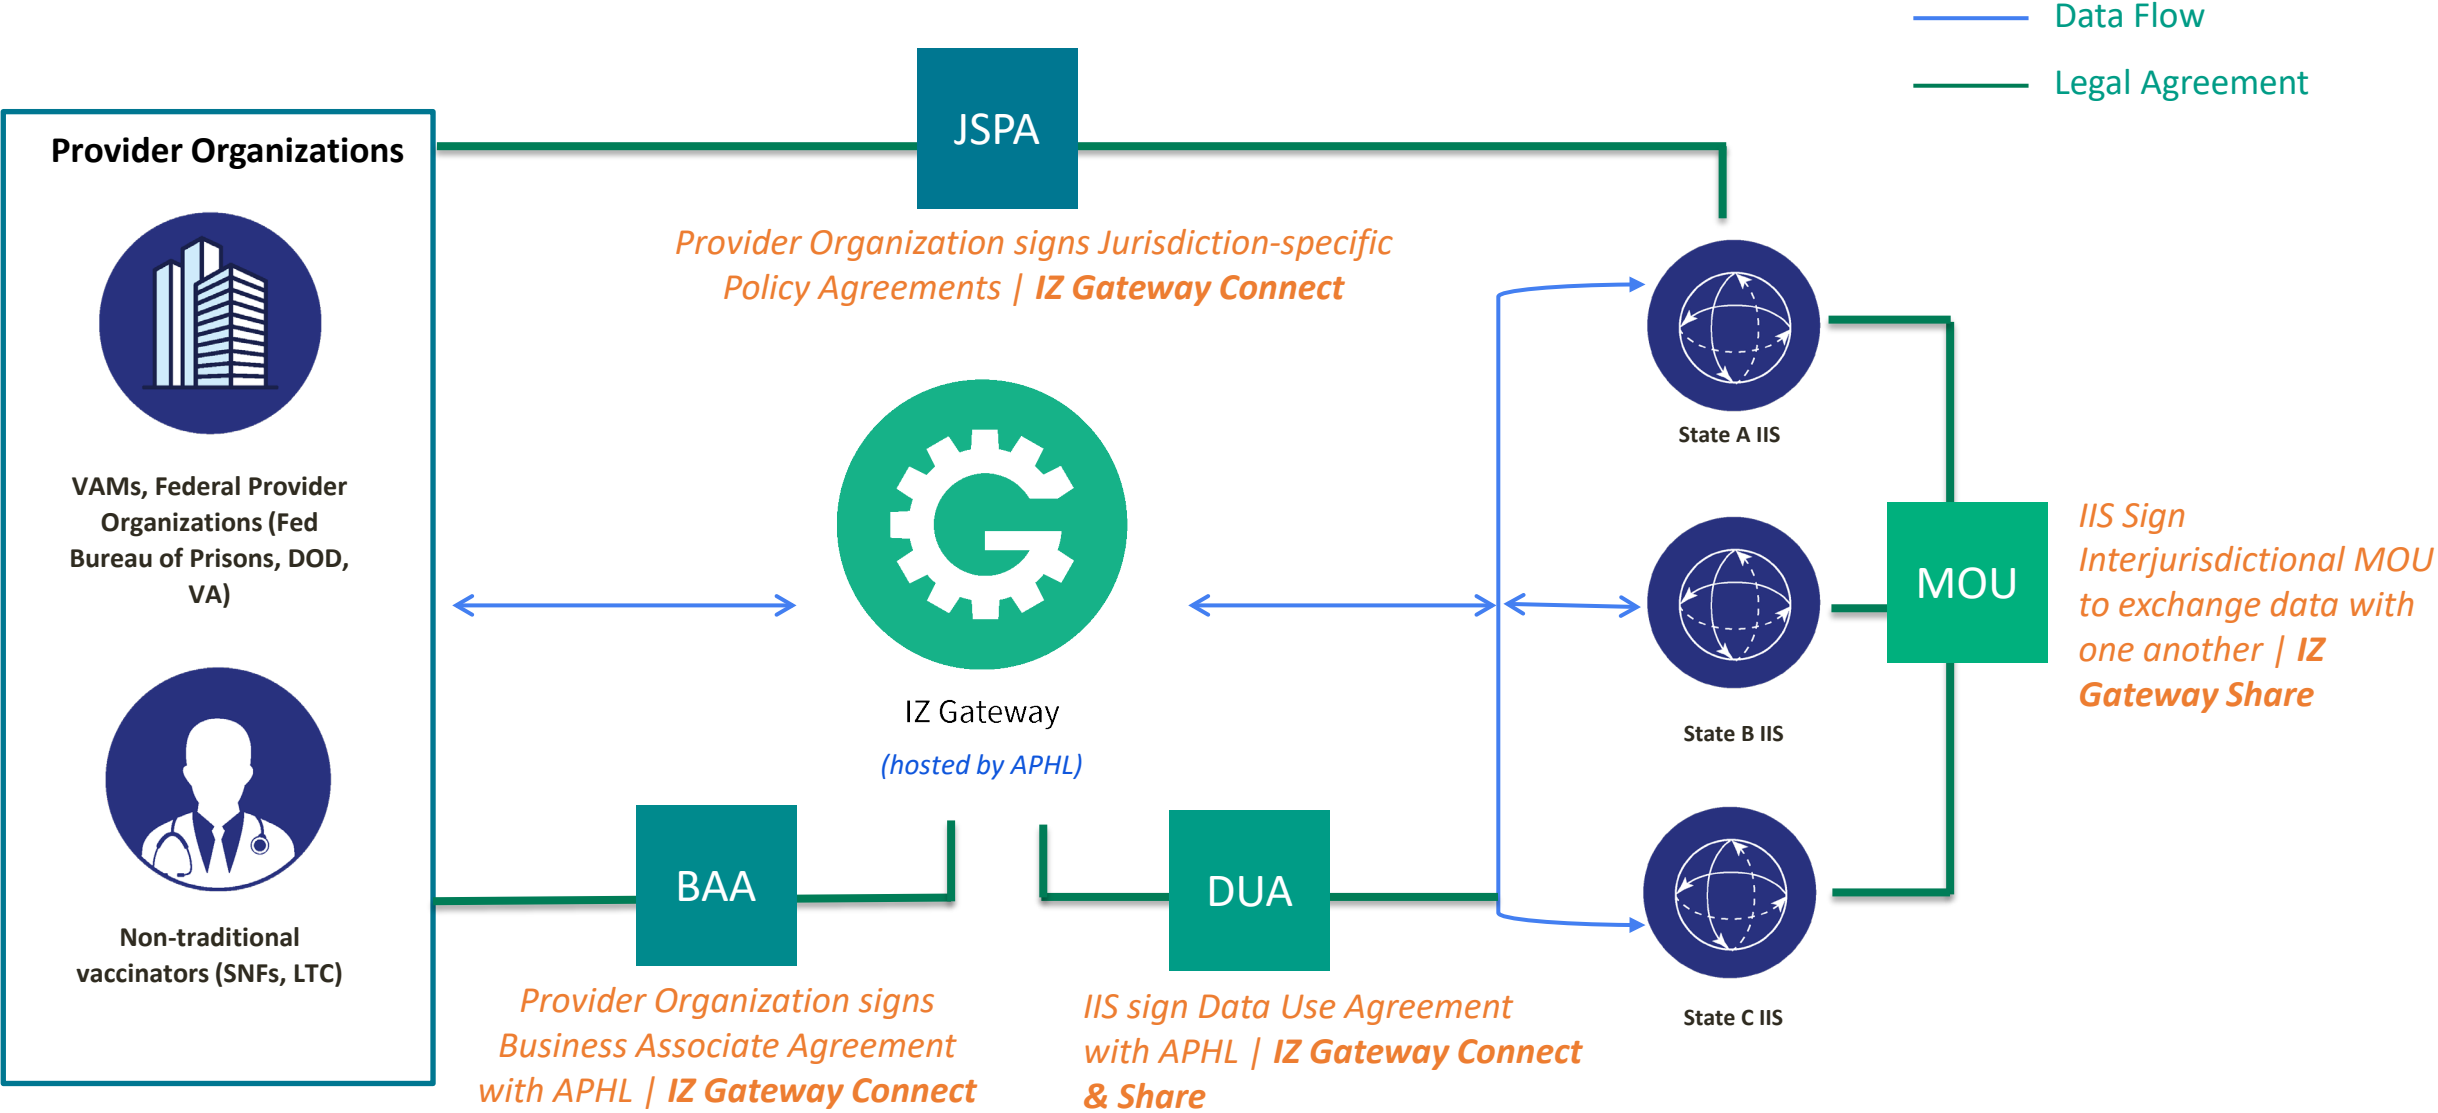 Data Flow
Legal Agreement
JSPA
Provider Organizations
Provider Organization signs Jurisdiction-specific
Policy Agreements | IZ Gateway Connect
VAMs, Federal Provider
Organizations (Fed
Bureau of Prisons, DOD,
VA)
Non-traditional
vaccinators (SNFs, LTC)
IZ Gateway
(hosted by APHL)
State A IIS
State B IIS
State C IIS
MOU
IIS Sign
Interjurisdictional MOU
to exchange data with
one another | IZ
Gateway Share
BAA
Provider Organization signs
Business Associate Agreement
with APHL | IZ Gateway Connect
DUA
IIS sign Data Use Agreement
with APHL | IZ Gateway Connect
& Share